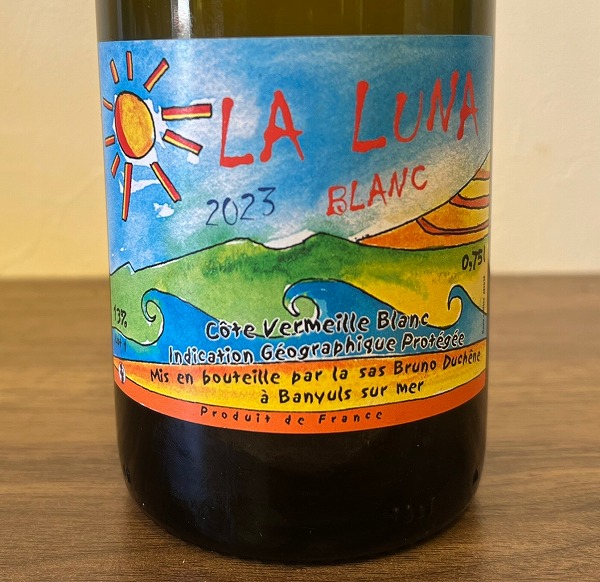 LA LUNA
2023 BLANC
0,75l
13%
Côte Vermeille Blanc
Indication Géographique Protégée
Mis en bouteille par la sas Bruno Duchêne
à Banyuls sur mer
Produit de France